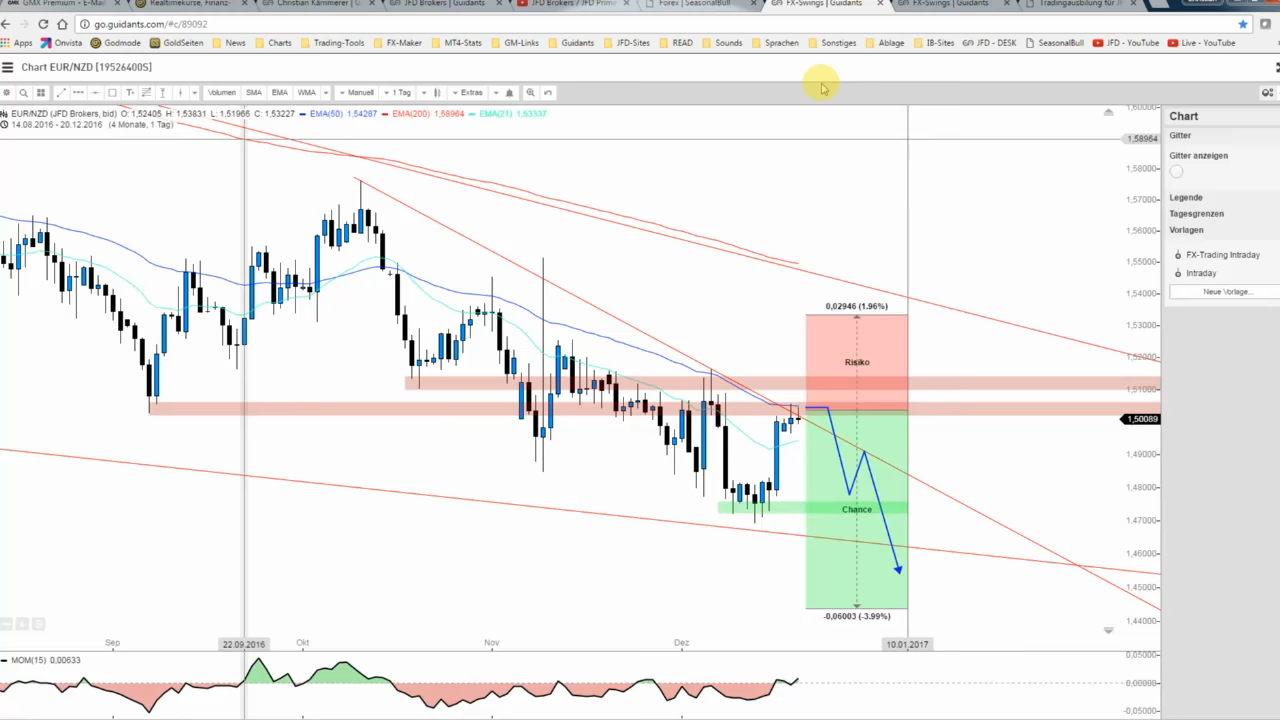 GMX Premium - E-Mail
Realtimekurse, Finanz-
Christian Kämmerer |
JFD Brokers | Guidants
JFD Brokers / JFD Prime
Forex | SeasonalBull
FX-Swings | Guidants
FX-Swings | Guidants
Tradingausbilung für JF
go.guidants.com/#c/89092
Apps Onvista Godmode GoldSeiten News Charts Trading-Tools FX-Maker MT4-Stats GM-Links Guidants JFD-Sites READ Sounds Sprachen Sonstiges Ablage IB-Sites JFD - DESK SeasonalBull JFD - YouTube Live - YouTube
Chart EUR/NZD [19526400S]
Volumen SMA EMA WMA Manuell 1 Tag Extras
EUR/NZD (JFD Brokers, bid) O: 1,52405 H: 1,53831 L: 1,51966 C: 1,53227 EMA(50) 1,54287 EMA(200) 1,58964 EMA(21) 1,53337
14.08.2016 - 20.12.2016 (4 Monate, 1 Tag)
Chart
Gitter
Gitter anzeigen
Legende
Tagesgrenzen
Vorlagen
FX-Trading Intraday
Intraday
Neue Vorlage...
1,60000
1,58964
1,58000
1,57000
1,56000
1,55000
1,54000
1,53000
1,52000
1,51000
1,50089
1,49000
1,48000
1,47000
1,46000
1,45000
1,44000
0,02946 (1.96%)
Risiko
Chance
-0,06003 (-3.99%)
Sep 22.09.2016 Okt Nov Dez 10.01.2017
MOM(15) 0,00633
0,05000
0,00000
-0,05000